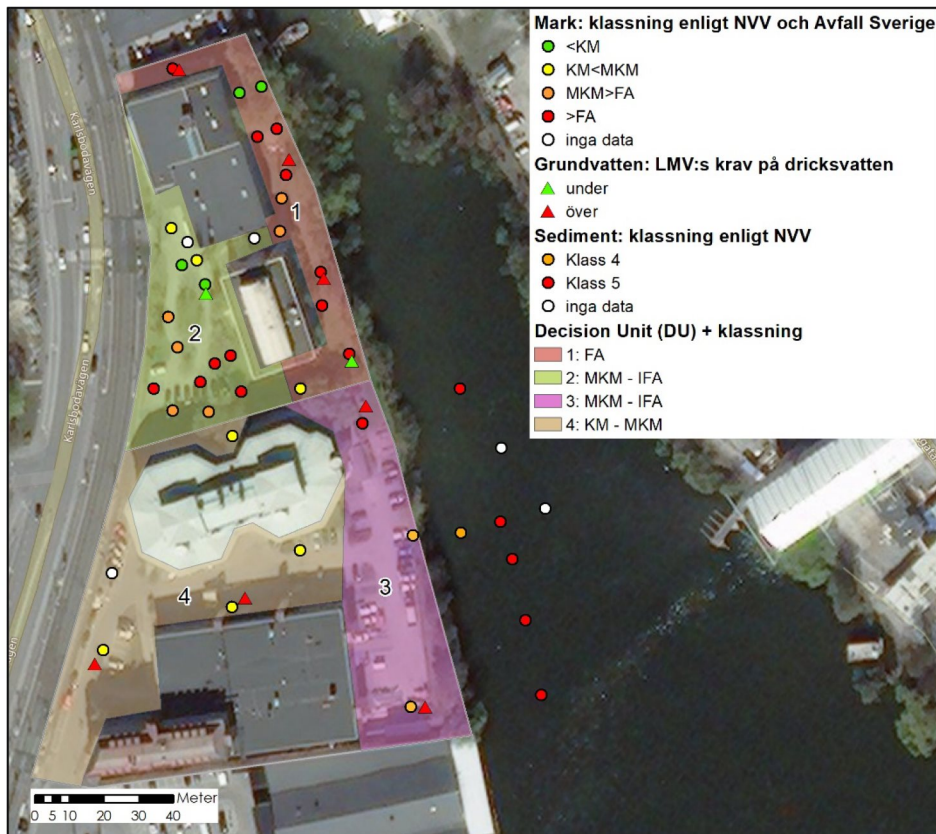 Mark: klassning enligt NVV och Avfall Sverige
<KM
KM<MKM
MKM>FA
>FA
inga data
Grundvatten: LMV:s krav på dricksvatten
under
över
Sediment: klassning enligt NVV
Klass 4
Klass 5
inga data
Decision Unit (DU) + klassning
1: FA
2: MKM - IFA
3: MKM - IFA
4: KM - MKM
Karlsbodavägen
1
2
Karlsbodavägen
3
4
Meter
0 5 10 20 30 40